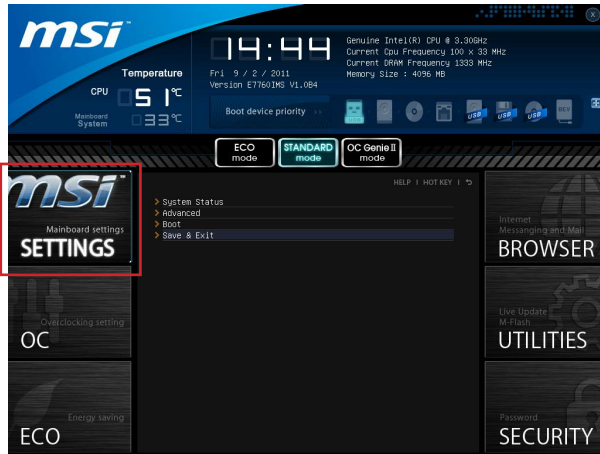 msi™
14:44
Fri 9 / 2 / 2011
Version E7760IMS V1.0B4
Genuine Intel(R) CPU @ 3.30GHz
Current Cpu Frequency 100 x 33 MHz
Current DRAM Frequency 1333 MHz
Memory Size : 4096 MB
Temperature
CPU 51℃
Mainboard
System 33℃
Boot device priority
USB
USB
USB
X
ECO
mode
STANDARD
mode
OC Genie II
mode
HELP | HOT KEY |
msi™
Mainboard settings
SETTINGS
> System Status
> Advanced
> Boot
> Save & Exit
Internet
Messanging and Mail
BROWSER
Overclocking setting
OC
Live Update
M-Flash
UTILITIES
Energy saving
ECO
Password
SECURITY